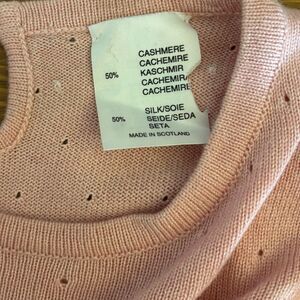 CASHMERE
CACHEMIRE
50% KASCHMIR
CACHEMIRA
CACHEMIRE
SILK/SOIE
50% SEIDE/SEDA
SETA
MADE IN SCOTLAND